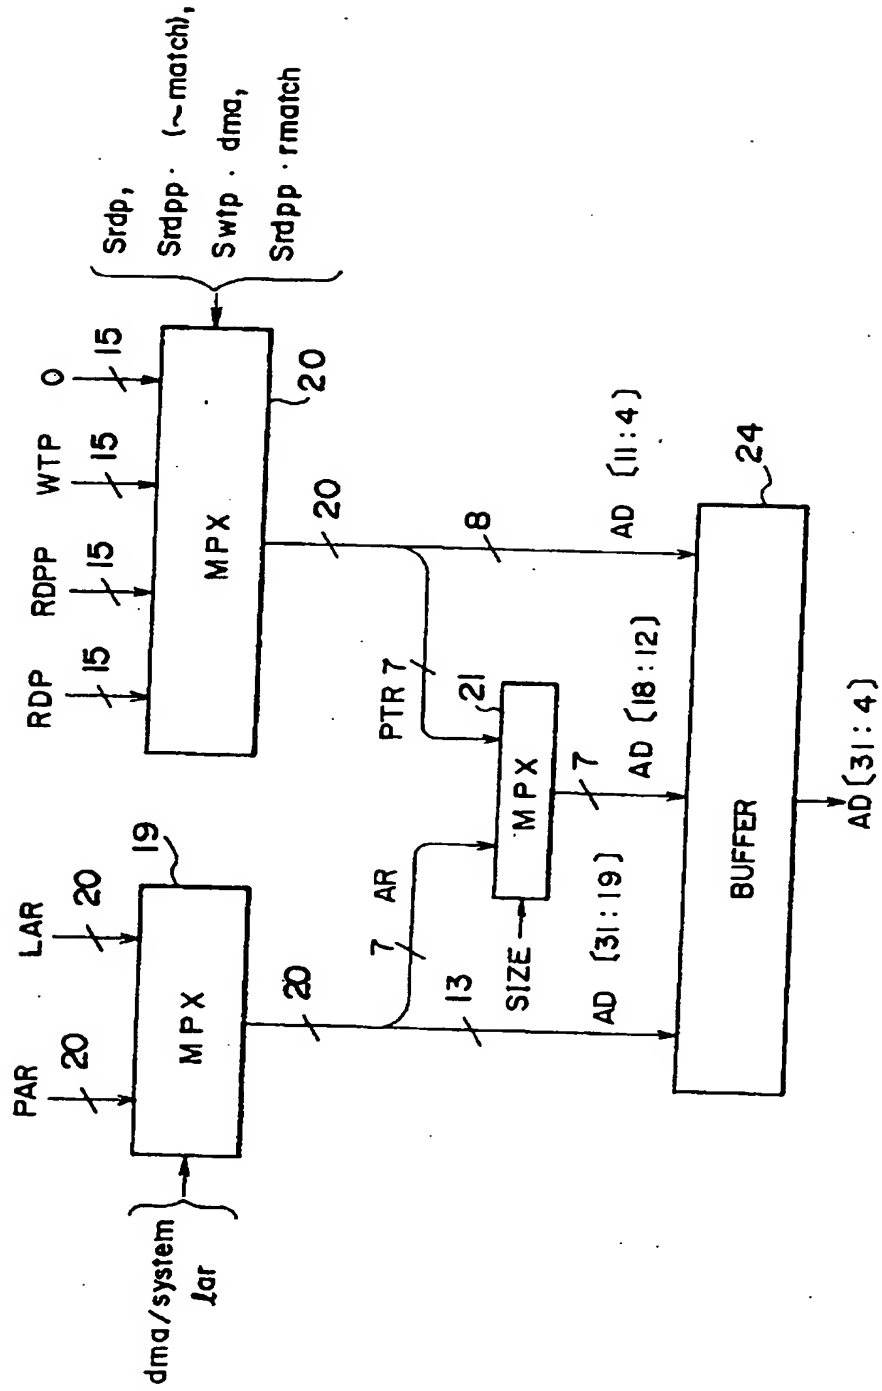 PAR
20
LAR
20
dma/system
lar
MPX
19
20
13
7
AR
AD [31:19]
RDP
15
RDPP
15
WTP
15
0
15
MPX
20
Srdp,
Srdpp· (~match),
Swtp · dma,
Srdpp · rmatch
20
PTR 7
8
AD [11:4]
SIZE
MPX
21
7
AD [18:12]
BUFFER
24
AD [31:4]